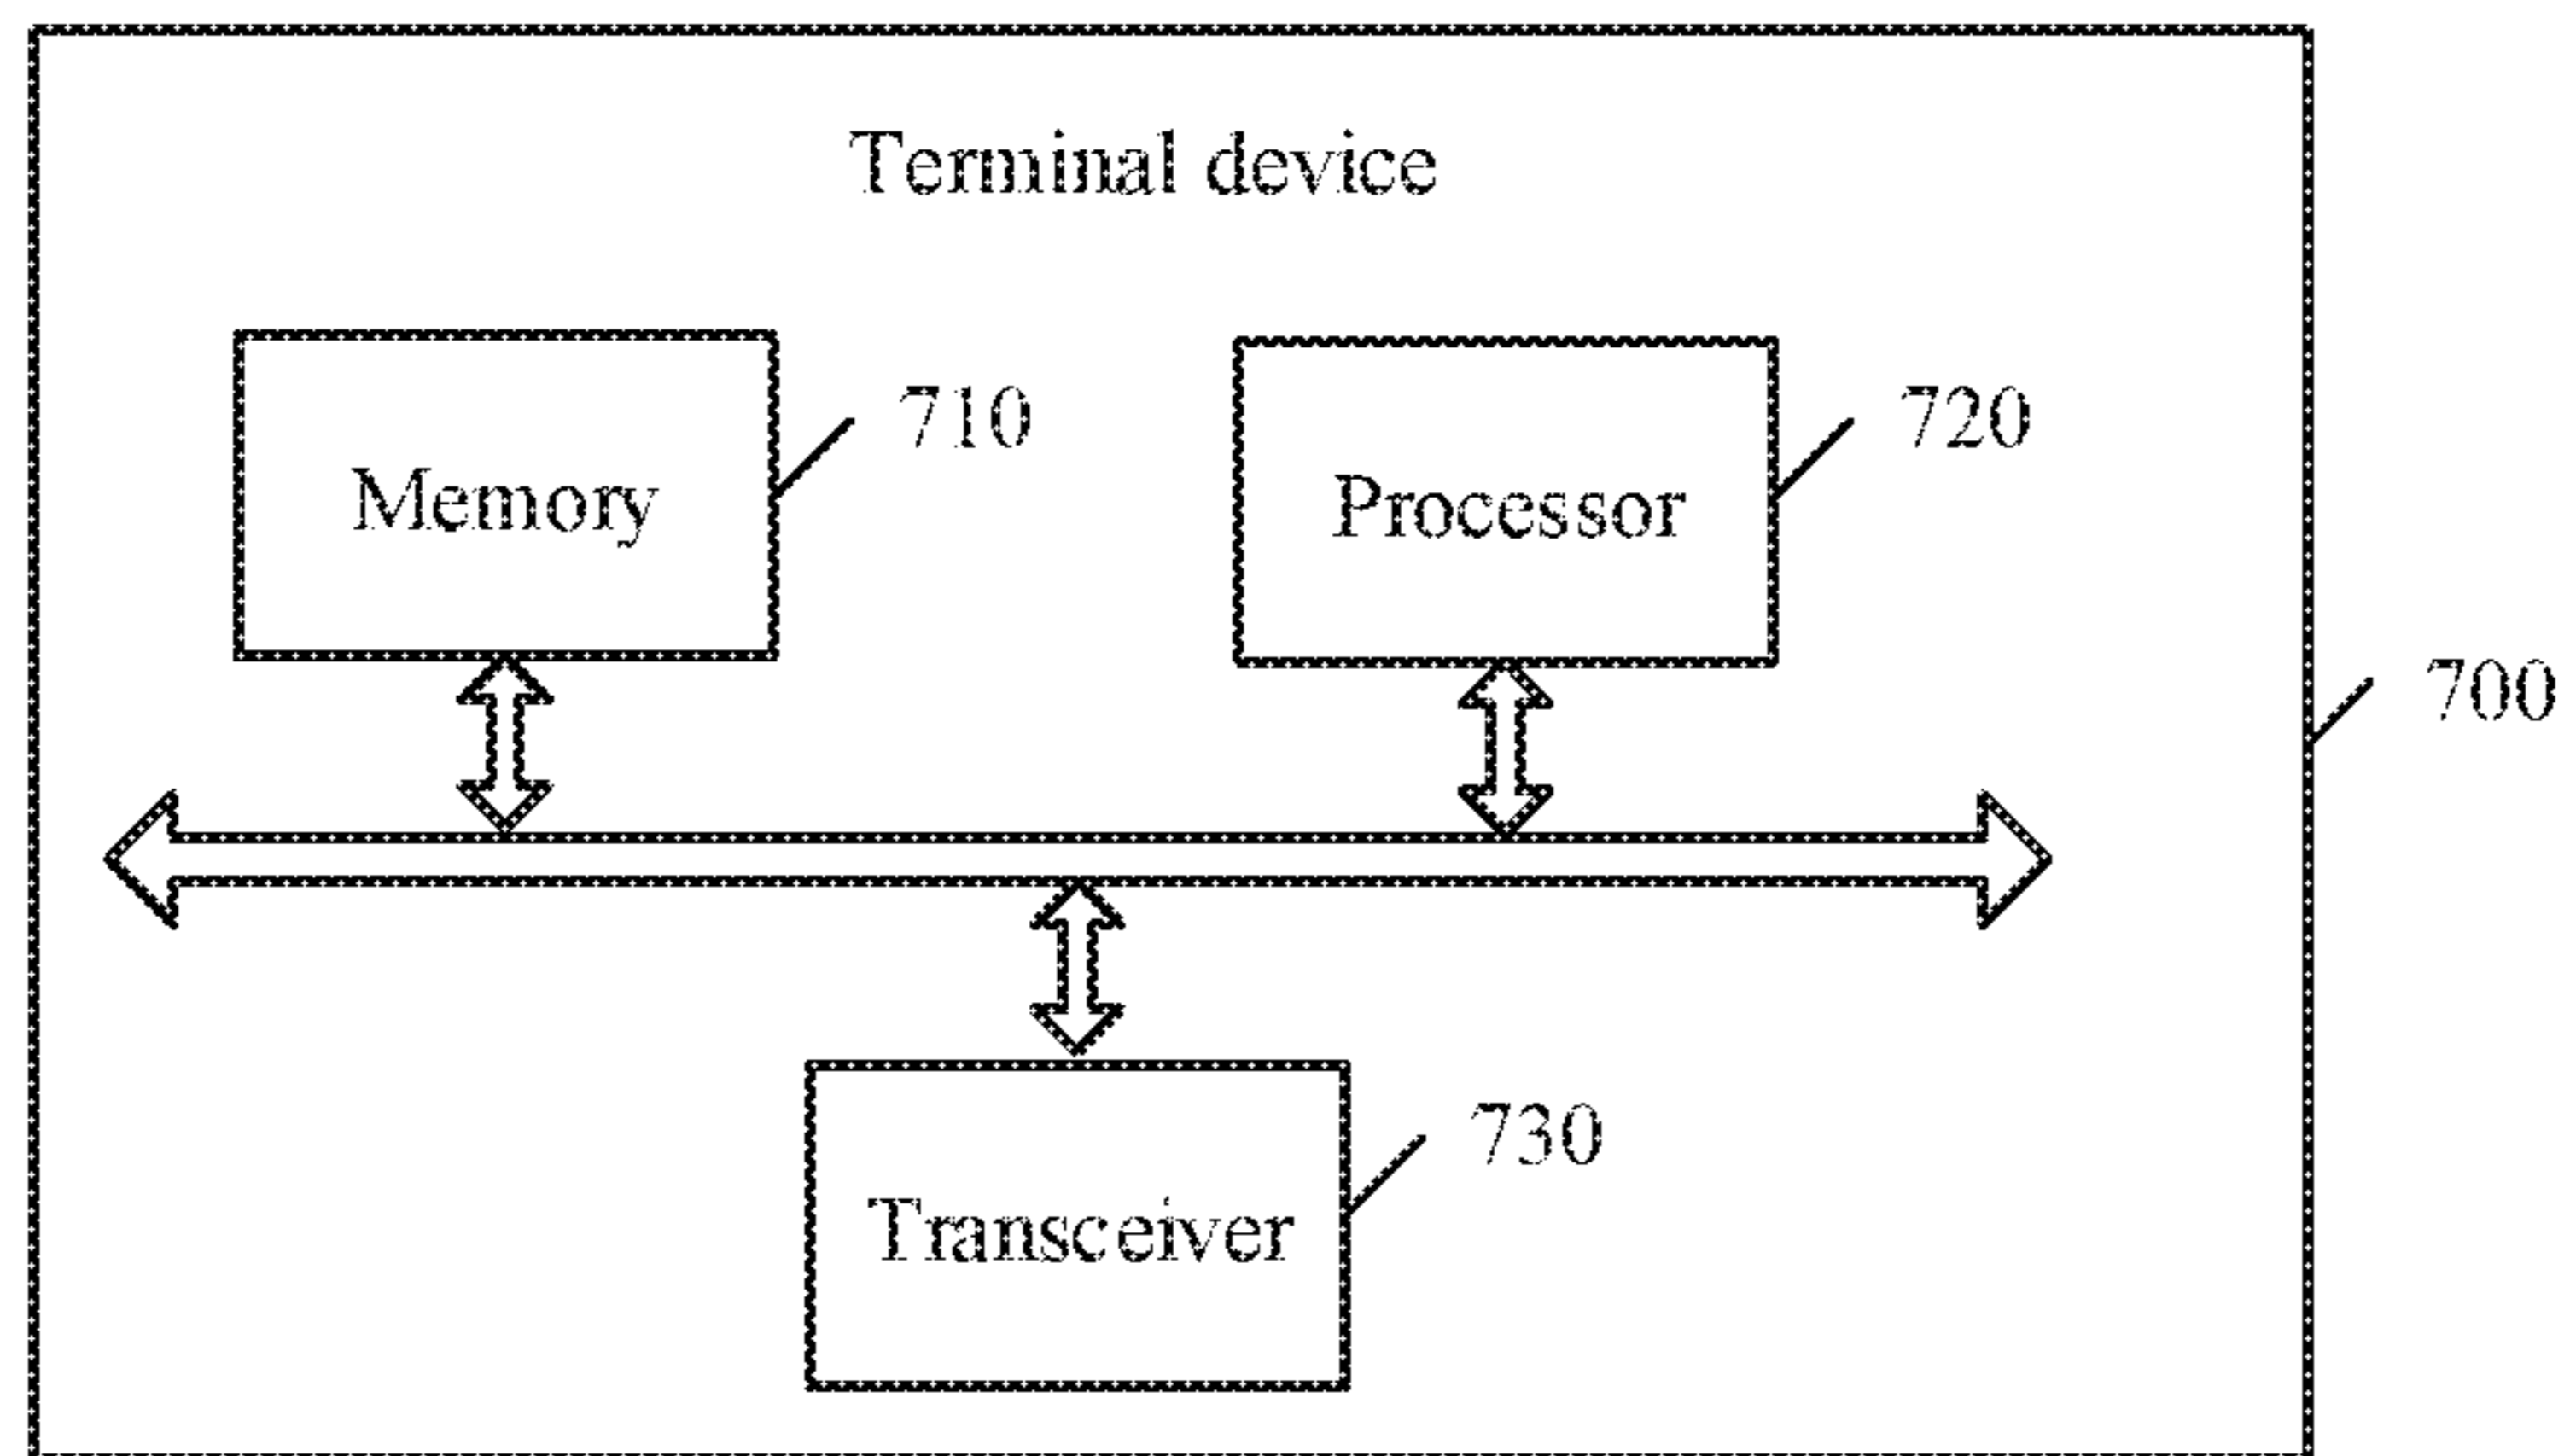 Terminal device
710
720
Memory
Processor
700
730
Transceiver